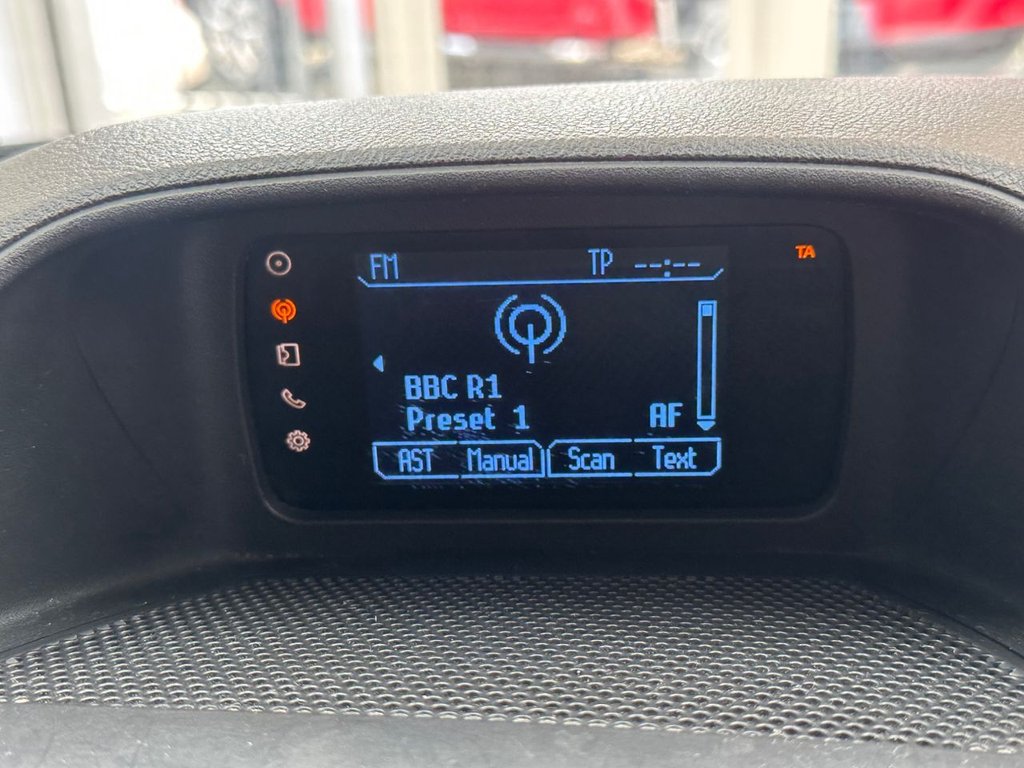 FM TP --:-- TA
BBC R1
Preset 1 AF
AST Manual Scan Text